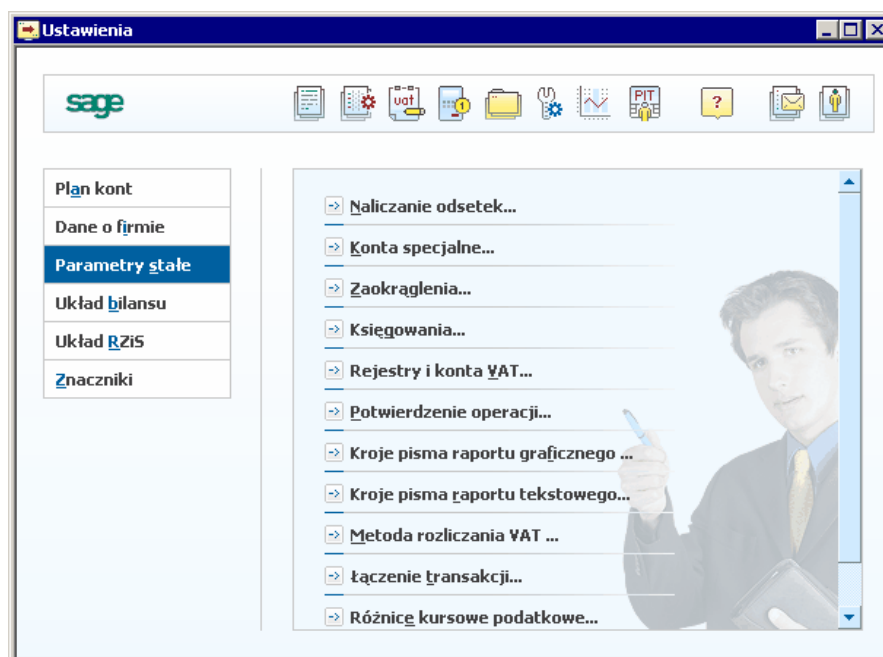 Ustawienia
sage
vat
1
PIT
?
Plan kont
Dane o firmie
Parametry stałe
Układ bilansu
Układ RZiS
Znaczniki
Naliczanie odsetek...
Konta specjalne...
Zaokrąglenia...
Księgowania...
Rejestry i konta VAT...
Potwierdzenie operacji...
Kroje pisma raportu graficznego ...
Kroje pisma raportu tekstowego...
Metoda rozliczania VAT ...
Łączenie transakcji...
Różnice kursowe podatkowe...